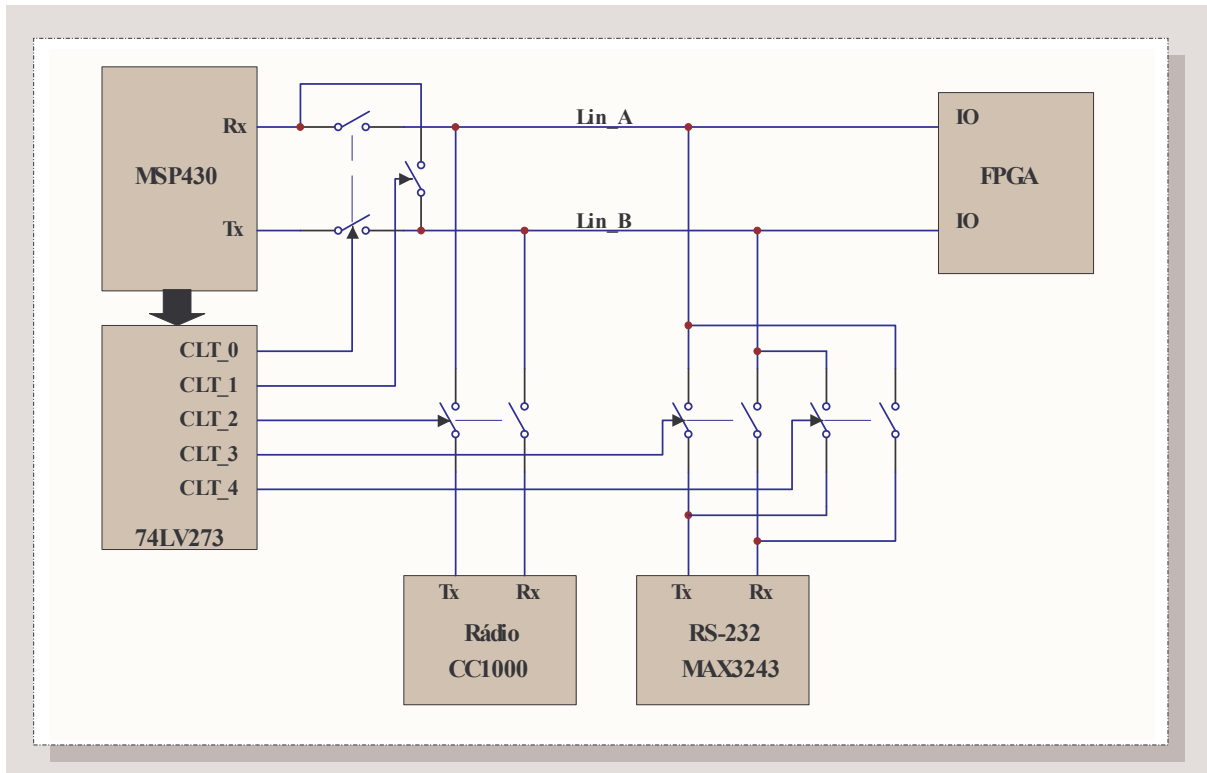 Rx
Lin_A
IO
MSP430
FPGA
Tx
Lin_B
IO
CLT_0
CLT_1
CLT_2
CLT_3
CLT_4
74LV273
Tx
Rx
Tx
Rx
Rádio
CC1000
RS-232
MAX3243